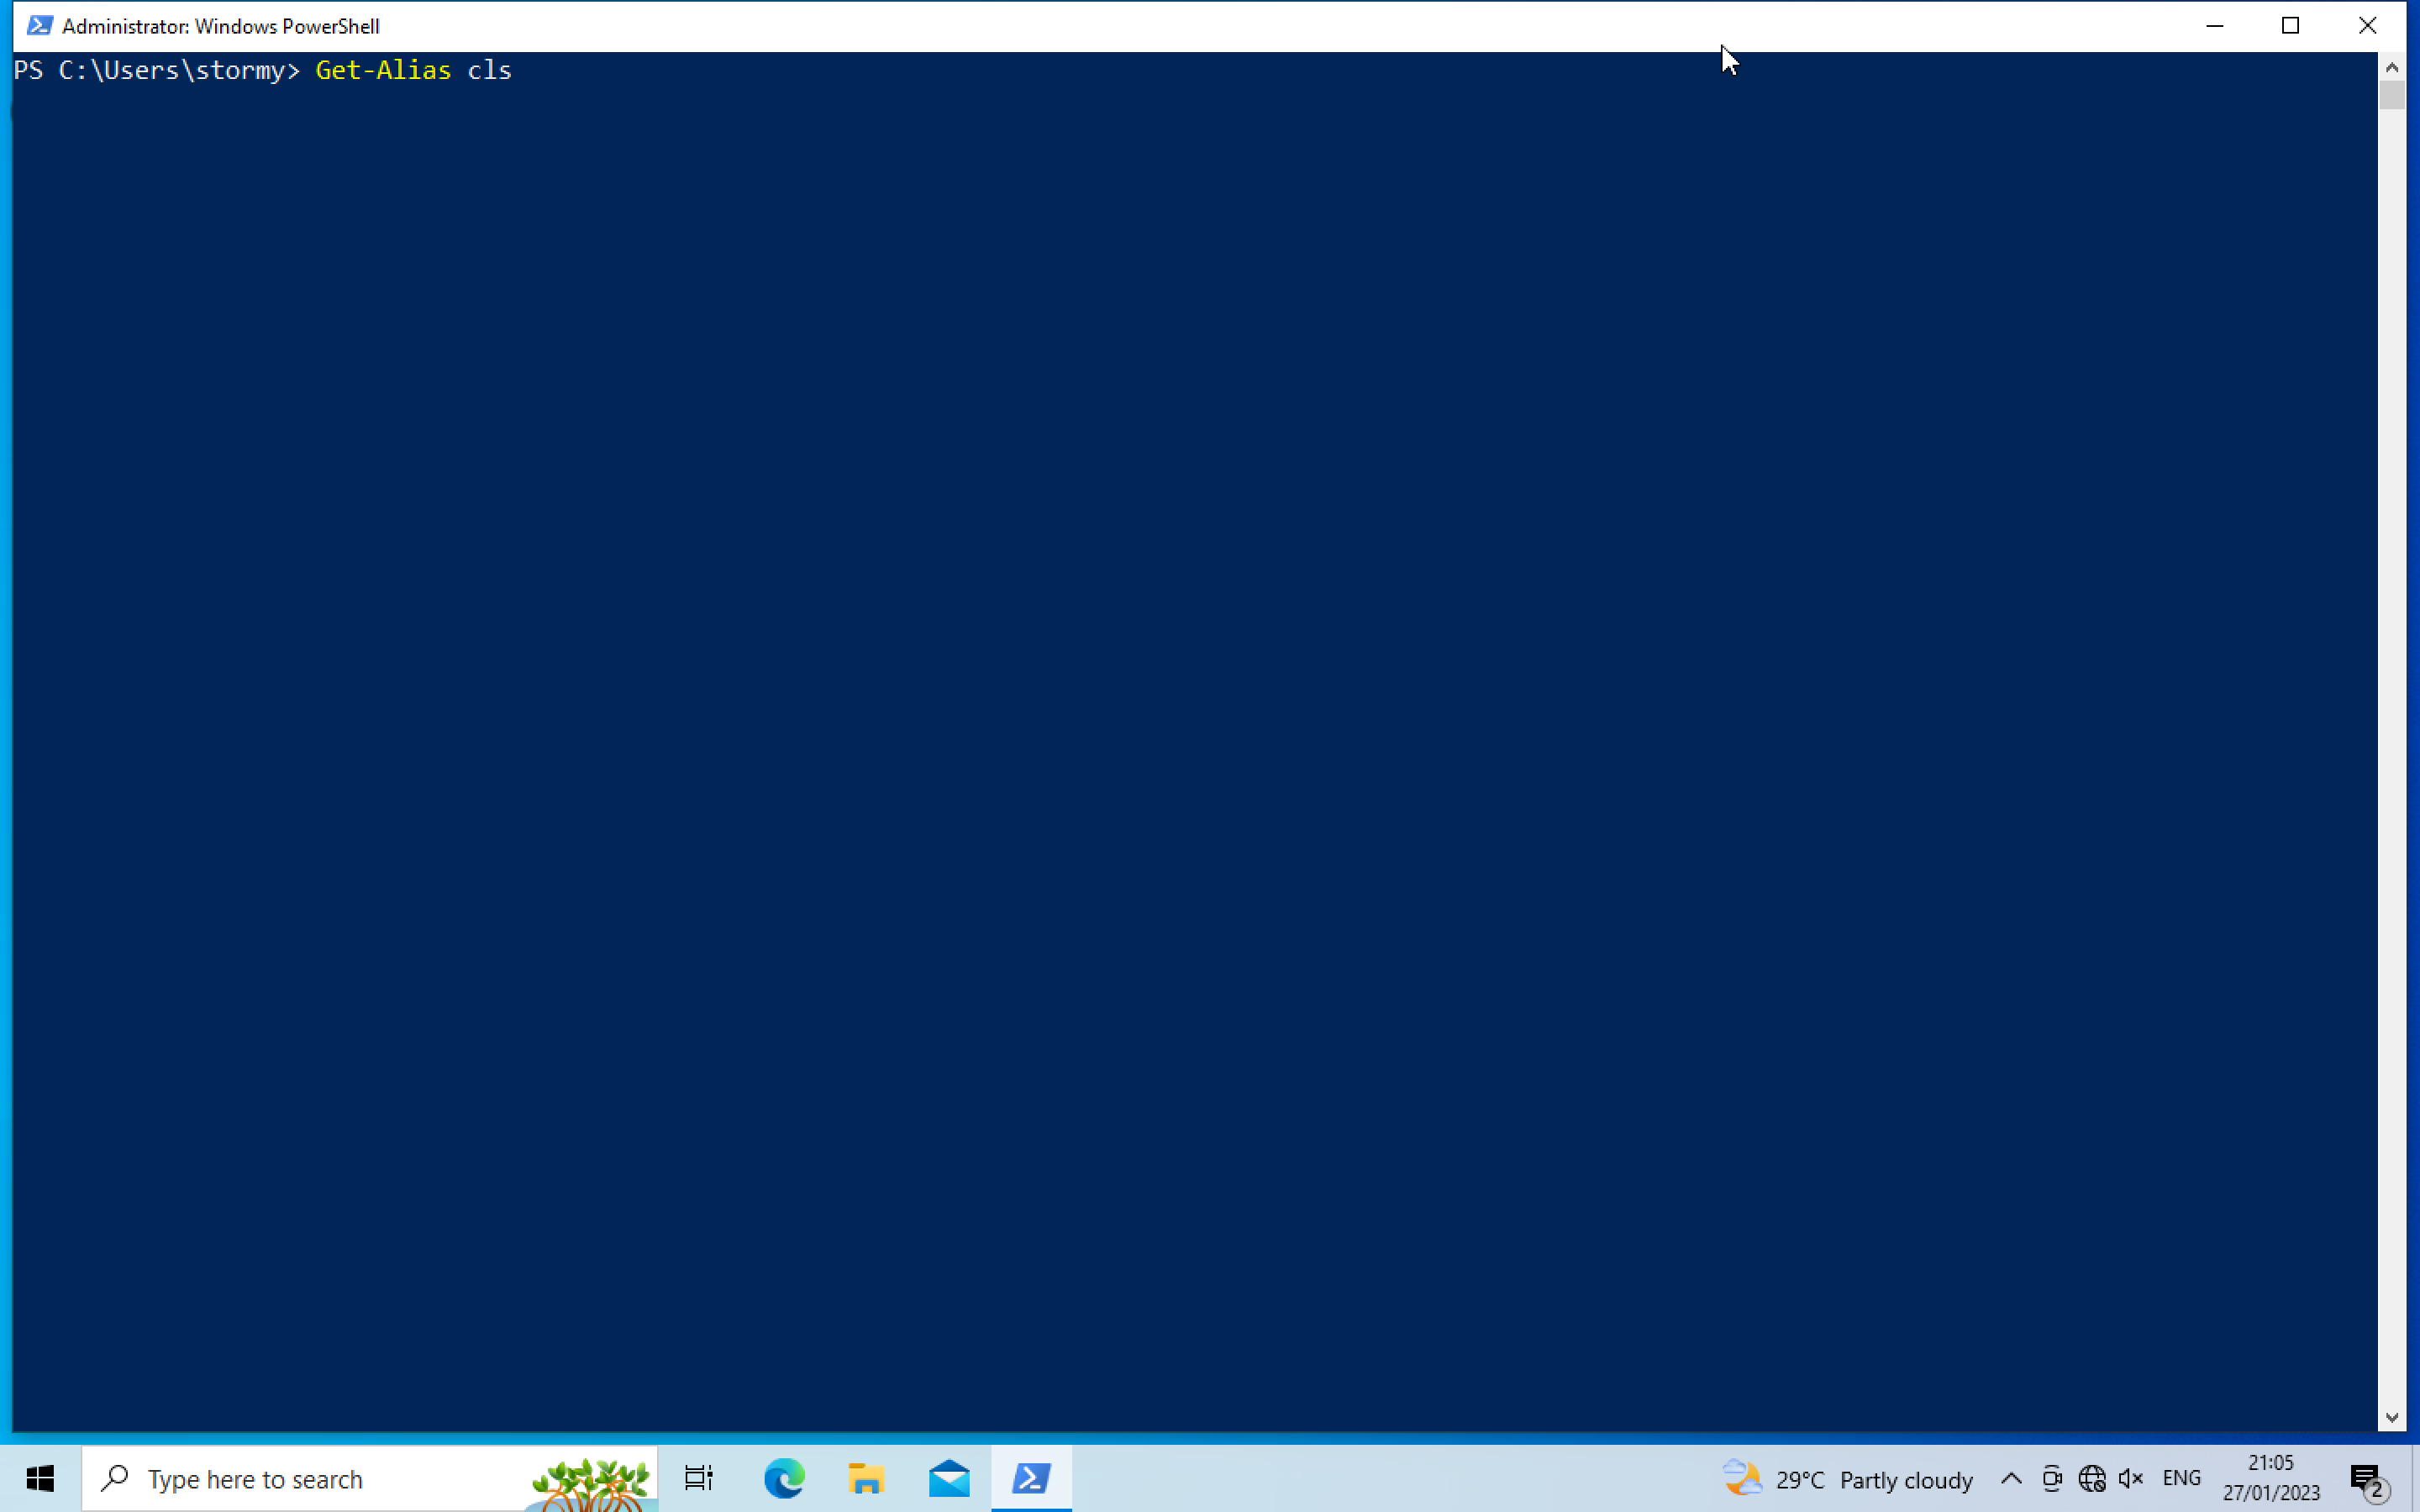 Administrator: Windows PowerShell
PS C:\Users\stormy> Get-Alias cls
Type here to search
29°C Partly cloudy
ENG
21:05
27/01/2023
2